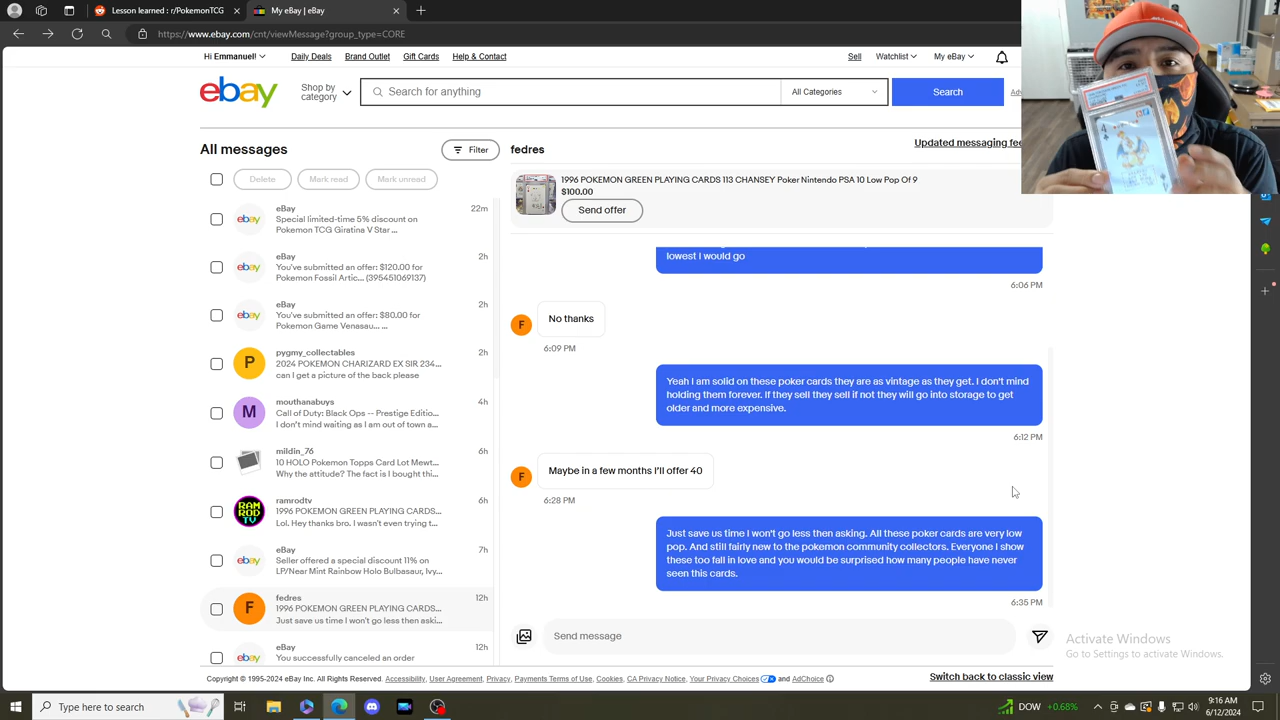 Lesson learned : r/PokemonTCG
My eBay | eBay
https://www.ebay.com/cnt/viewMessage?group_type=CORE
Hi Emmanuel!
Daily Deals
Brand Outlet
Gift Cards
Help & Contact
Sell
Watchlist
My eBay
ebay
Shop by
category
Search for anything
All Categories
Search
All messages
Filter
Delete
Mark read
Mark unread
eBay
22m
Special limited-time 5% discount on
Pokemon TCG Giratina V Star ...
eBay
2h
You've submitted an offer: $120.00 for
Pokemon Fossil Artic... (395451069137)
eBay
2h
You've submitted an offer: $80.00 for
Pokemon Game Venasau... ...
P
pygmy_collectables
2h
2024 POKEMON CHARIZARD EX SIR 234...
can I get a picture of the back please
M
mouthanabuys
4h
Call of Duty: Black Ops -- Prestige Editio...
I don't mind waiting as I am out of town a...
mildin_76
6h
10 HOLO Pokemon Topps Card Lot Mewt...
Why the attitude? The fact is I bought thi...
RAM
ROD
TV
ramrodtv
6h
1996 POKEMON GREEN PLAYING CARDS...
Lol. Hey thanks bro. I wasn't even trying t...
eBay
7h
Seller offered a special discount 11% on
LP/Near Mint Rainbow Holo Bulbasaur, Ivy...
F
fedres
12h
1996 POKEMON GREEN PLAYING CARDS...
Just save us time I won't go less then aski...
eBay
12h
You successfully canceled an order
fedres
Updated messaging fee
1996 POKEMON GREEN PLAYING CARDS 113 CHANSEY Poker Nintendo PSA 10 Low Pop Of 9
$100.00
Send offer
lowest I would go
6:06 PM
F
No thanks
6:09 PM
Yeah I am solid on these poker cards they are as vintage as they get. I don't mind
holding them forever. If they sell they sell if not they will go into storage to get
older and more expensive.
6:12 PM
F
Maybe in a few months I'll offer 40
6:28 PM
Just save us time I won't go less then asking. All these poker cards are very low
pop. And still fairly new to the pokemon community collectors. Everyone I show
these too fall in love and you would be surprised how many people have never
seen this cards.
6:35 PM
Send message
Activate Windows
Go to Settings to activate Windows.
Copyright © 1995-2024 eBay Inc. All Rights Reserved. Accessibility, User Agreement, Privacy, Payments Terms of Use, Cookies, CA Privacy Notice, Your Privacy Choices and AdChoice
Switch back to classic view
Type here to search
DOW +0.68%
9:16 AM
6/12/2024